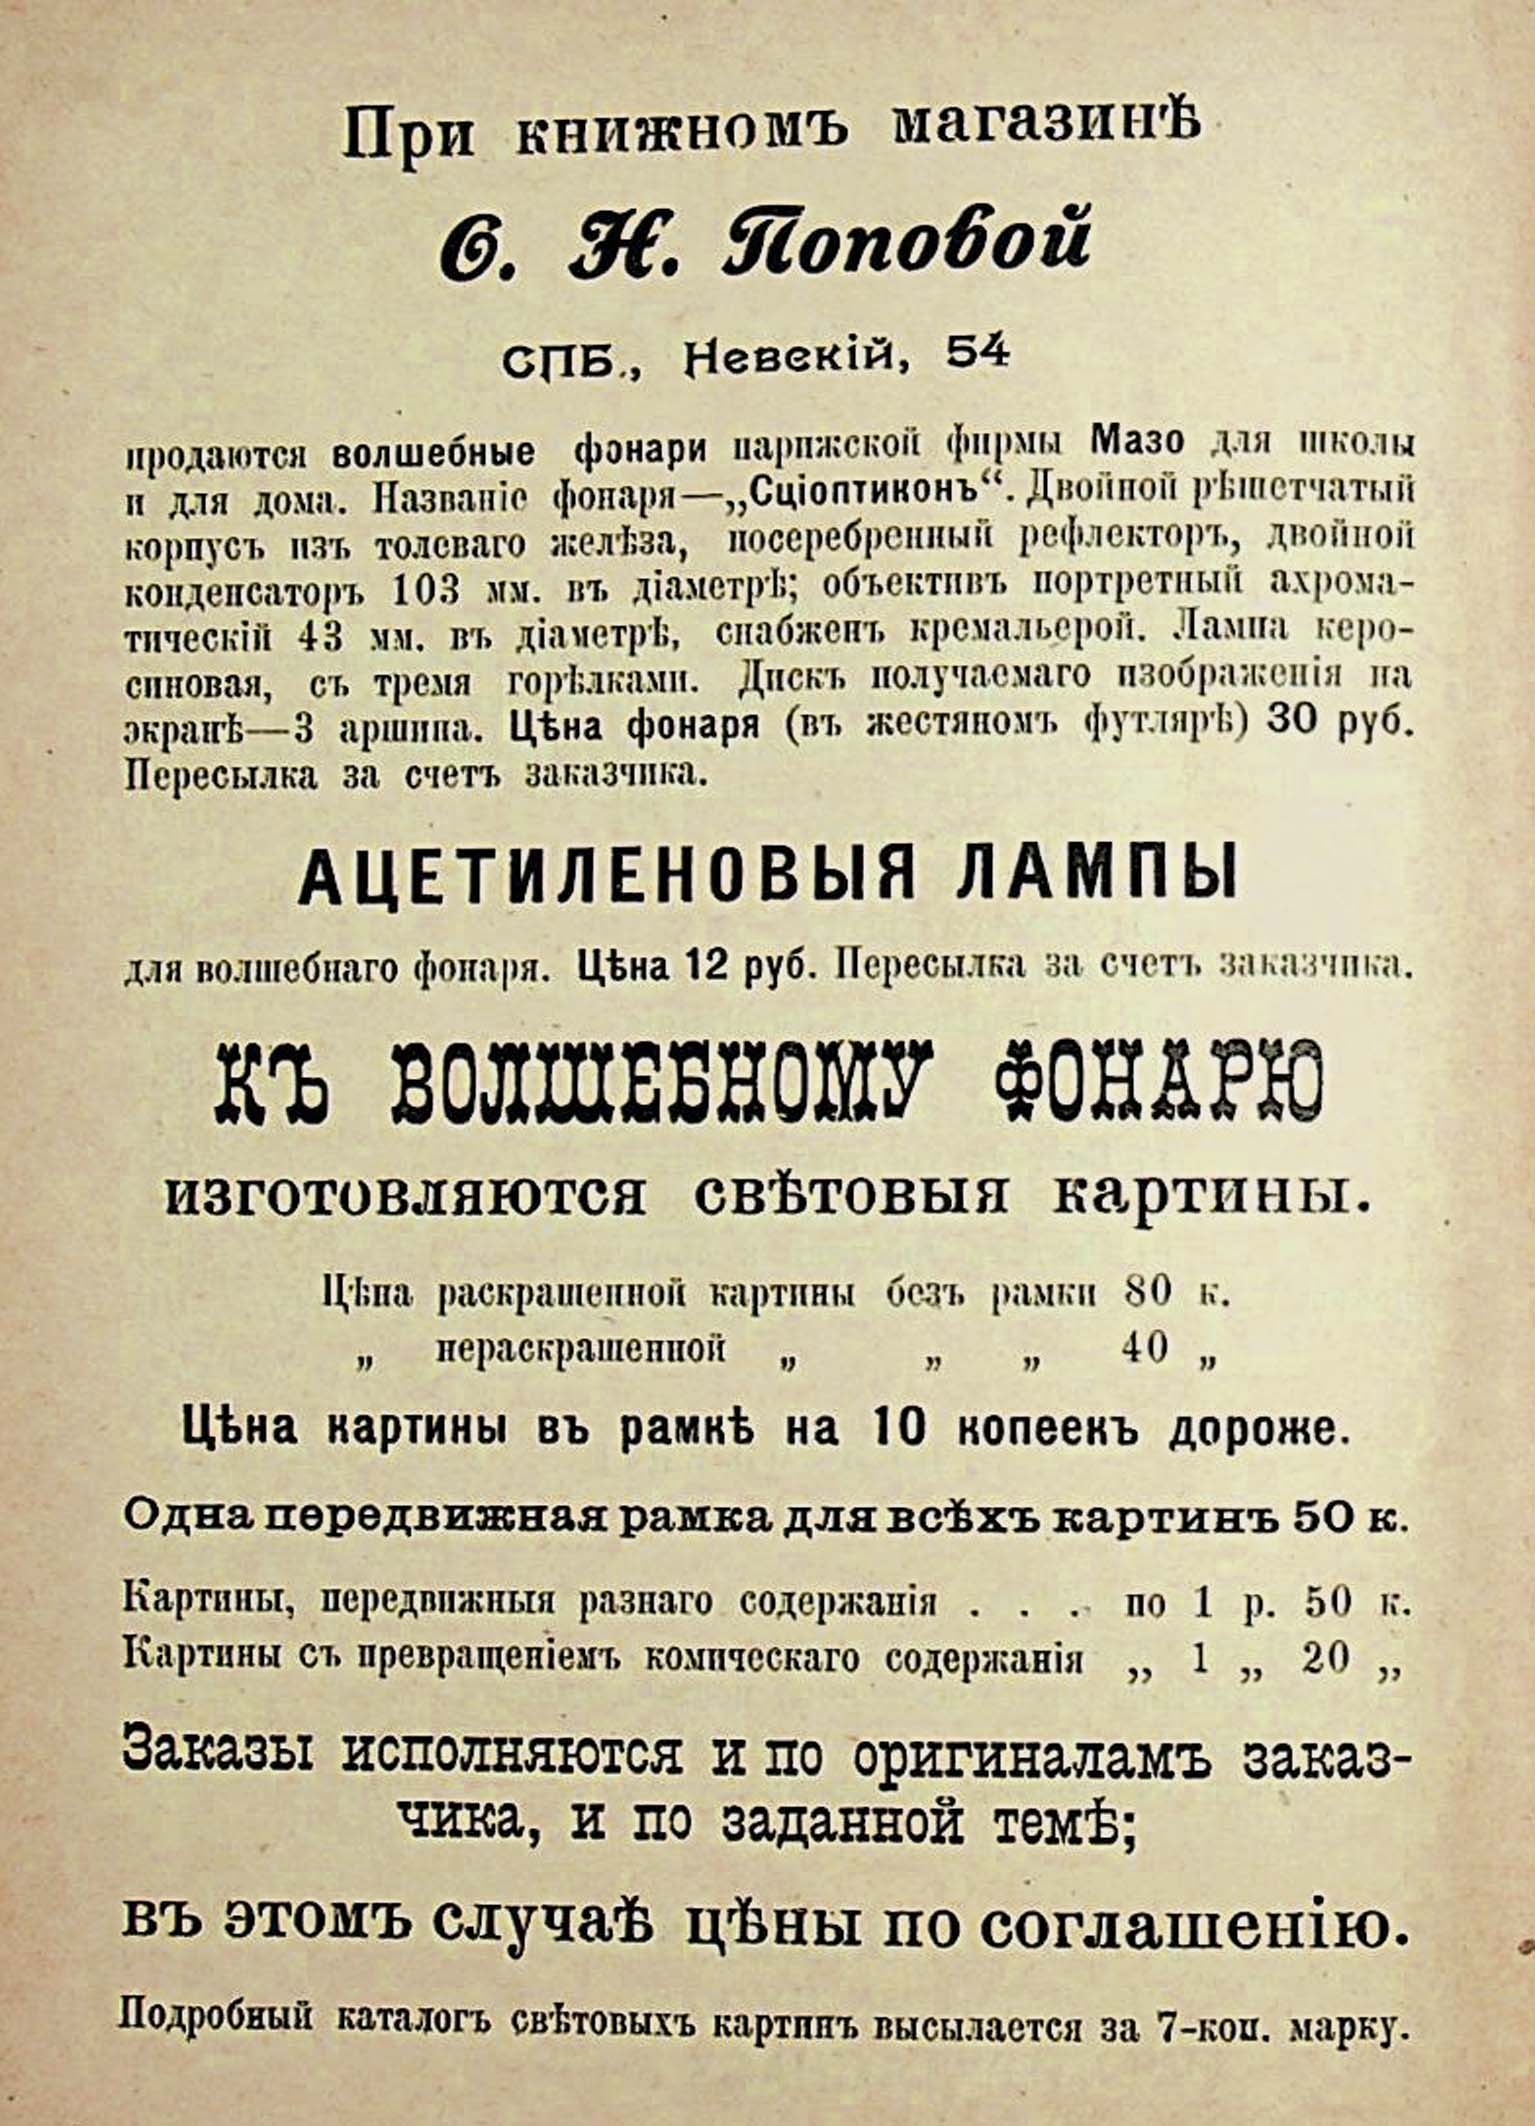 При книжномъ магазинѣ
О. Н. Поповой
СПБ., Невскій, 54
продаются волшебные фонари парижской фирмы Мазо для школы
и для дома. Названіе фонаря—„Сціоптиконъ“. Двойной рѣшетчатый
корпусъ изъ толеваго желѣза, посеребренный рефлекторъ, двойной
конденсаторъ 103 мм. въ діаметрѣ; объективъ портретный ахрома-
тическій 43 мм. въ діаметрѣ, снабженъ кремальерой. Лампа керо-
синовая, съ тремя горѣлками. Дискъ получаемаго изображенія на
экранѣ—3 аршина. Цѣна фонаря (въ жестяномъ футлярѣ) 30 руб.
Пересылка за счетъ заказчика.
АЦЕТИЛЕНОВЫЯ ЛАМПЫ
для волшебнаго фонаря. Цѣна 12 руб. Пересылка за счетъ заказчика.
КЪ ВОЛШЕБНОМУ ФОНАРЮ
изготовляются свѣтовыя картины.
Цѣна раскрашенной картины безъ рамки 80 к.
„ нераскрашенной „ „ „ 40 „
Цѣна картины въ рамкѣ на 10 копеекъ дороже.
Одна передвижная рамка для всѣхъ картинъ 50 к.
Картины, передвижныя разнаго содержанія . . . по 1 р. 50 к.
Картины съ превращеніемъ комическаго содержанія „ 1 „ 20 „
Заказы исполняются и по оригиналамъ заказ-
чика, и по заданной темѣ;
въ этомъ случаѣ цѣны по соглашенію.
Подробный каталогъ свѣтовыхъ картинъ высылается за 7-коп. марку.